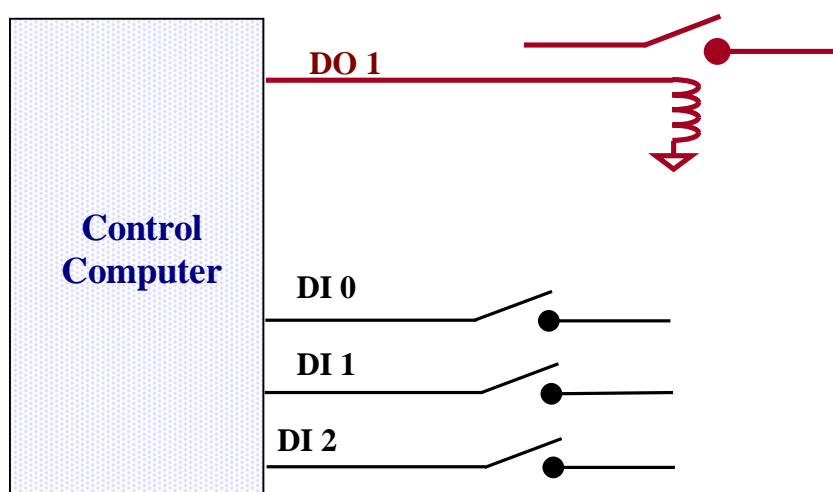 DO 1
Control
Computer
DI 0
DI 1
DI 2